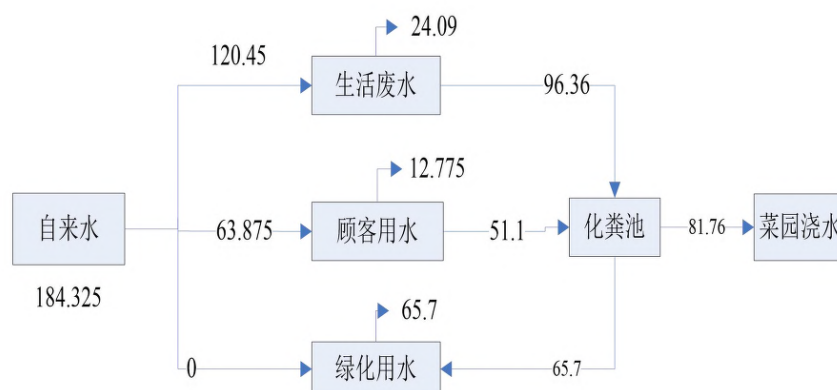 24.09
120.45
生活废水
96.36
12.775
自来水
63.875
顾客用水
51.1
化粪池
81.76
菜园浇水
184.325
65.7
0
绿化用水
65.7